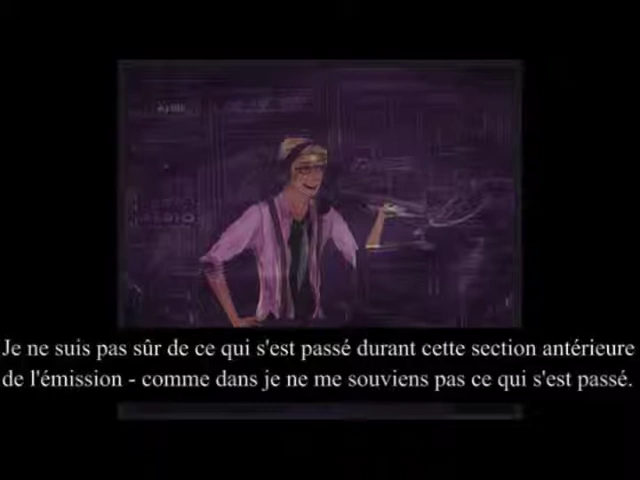 Je ne suis pas sûr de ce qui s'est passé durant cette section antérieure
de l'émission - comme dans je ne me souviens pas ce qui s'est passé.